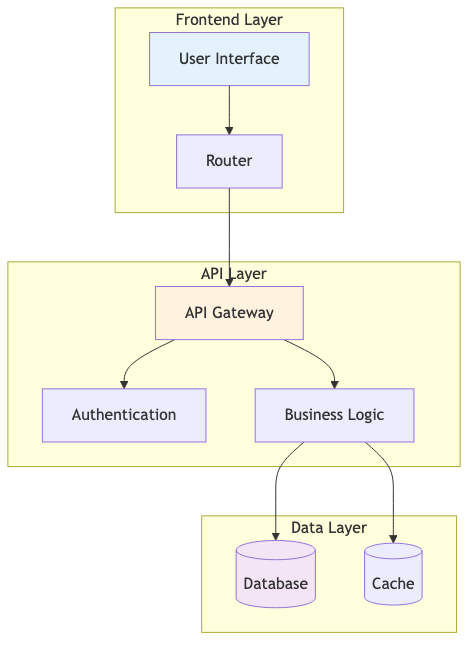 Frontend Layer
User Interface
Router
API Layer
API Gateway
Authentication
Business Logic
Data Layer
Database
Cache